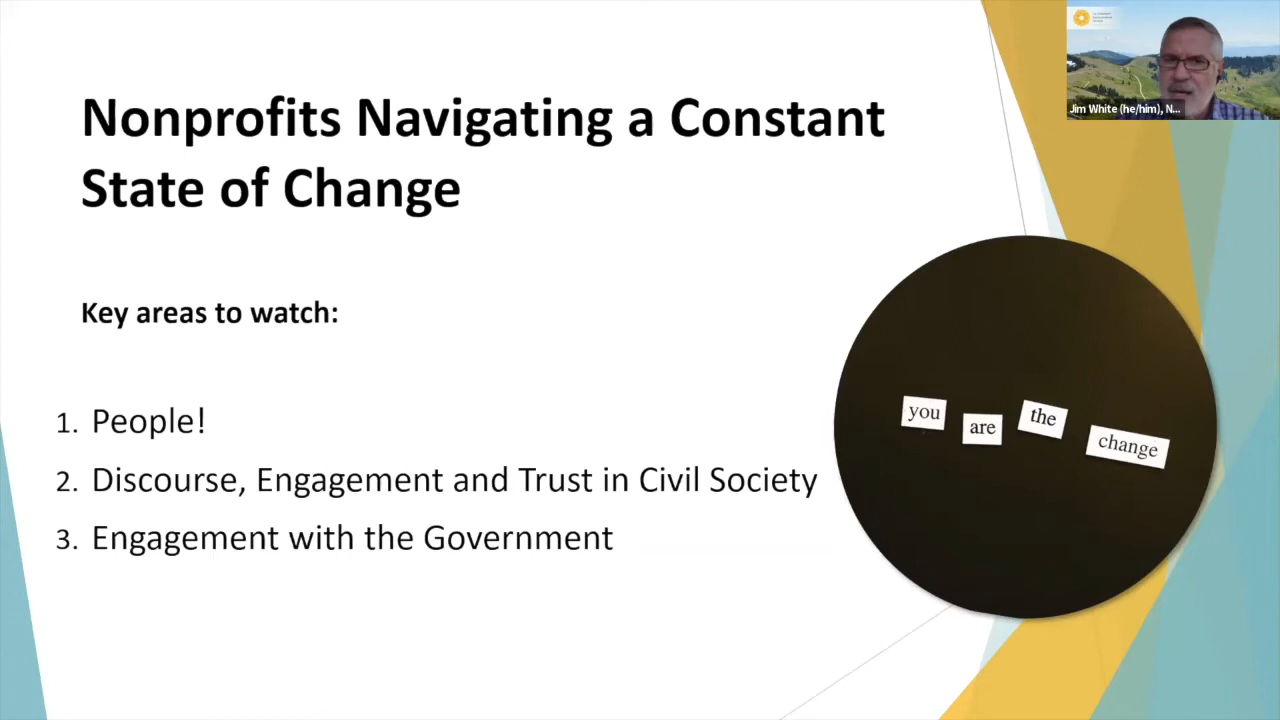 Nonprofits Navigating a Constant
State of Change
Key areas to watch:
1. People!
2. Discourse, Engagement and Trust in Civil Society
3. Engagement with the Government
you are the change
Jim White (he/him), N...